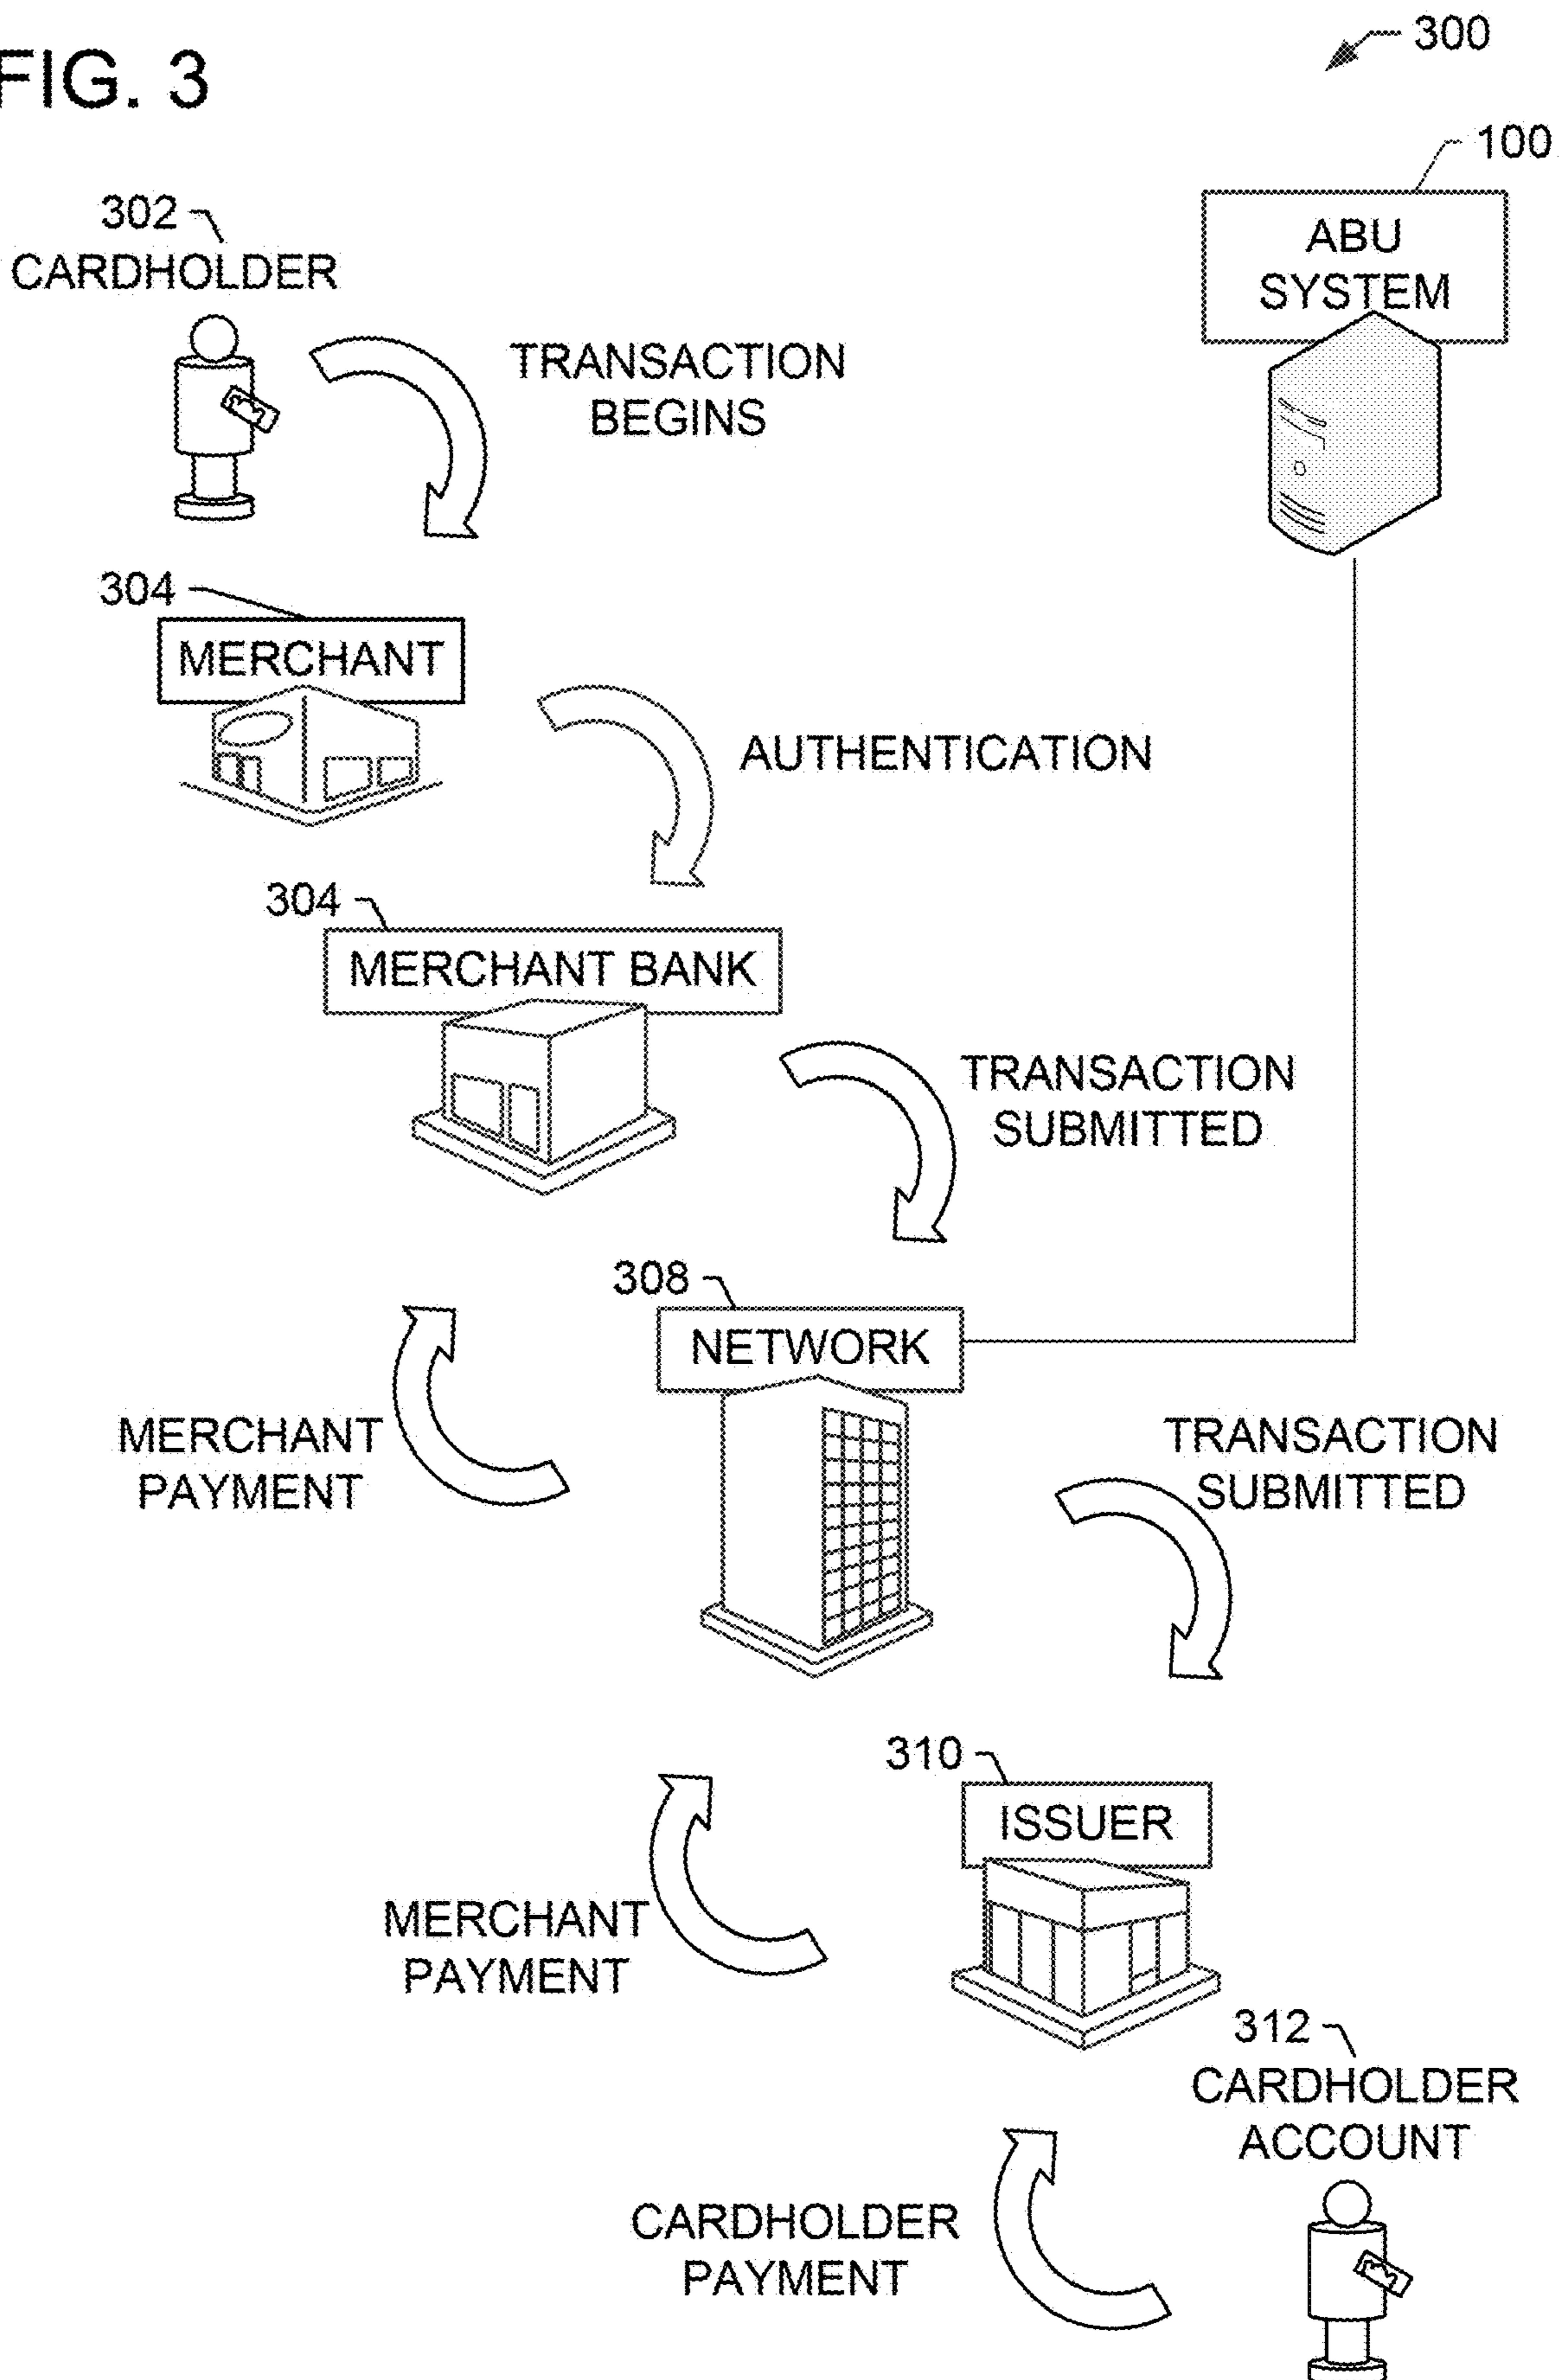 FIG. 3
300
100
ABU
SYSTEM
302
CARDHOLDER
TRANSACTION
BEGINS
304
MERCHANT
AUTHENTICATION
304
MERCHANT BANK
TRANSACTION
SUBMITTED
308
NETWORK
MERCHANT
PAYMENT
TRANSACTION
SUBMITTED
310
ISSUER
MERCHANT
PAYMENT
312
CARDHOLDER
ACCOUNT
CARDHOLDER
PAYMENT